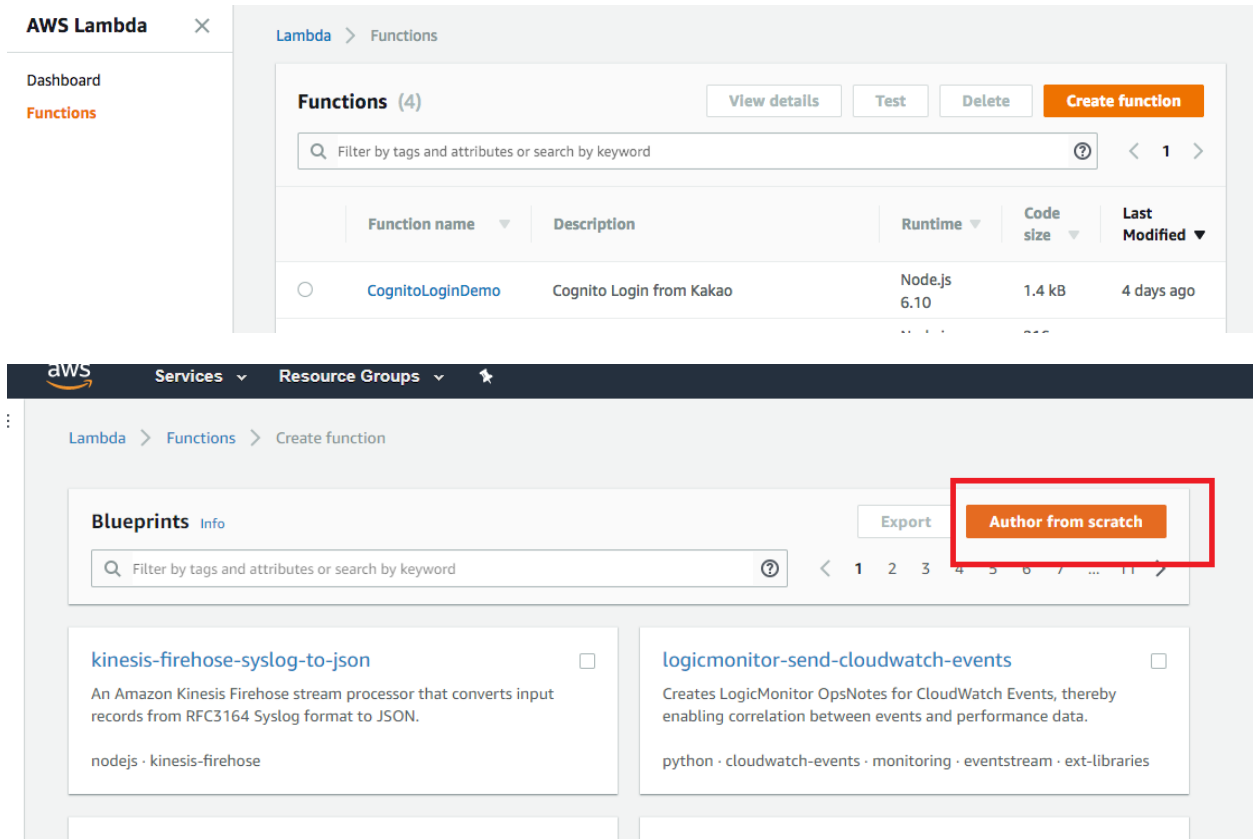 AWS Lambda
Lambda > Functions
Dashboard
Functions
Functions (4)
View details
Test
Delete
Create function
Filter by tags and attributes or search by keyword
1
Function name
Description
Runtime
Code size
Last Modified
CognitoLoginDemo
Cognito Login from Kakao
Node.js 6.10
1.4 kB
4 days ago
aws
Services
Resource Groups
Lambda > Functions > Create function
Blueprints Info
Export
Author from scratch
Filter by tags and attributes or search by keyword
1 2 3 4 5 6 7 ... 11
kinesis-firehose-syslog-to-json
An Amazon Kinesis Firehose stream processor that converts input
records from RFC3164 Syslog format to JSON.
nodejs · kinesis-firehose
logicmonitor-send-cloudwatch-events
Creates LogicMonitor OpsNotes for CloudWatch Events, thereby
enabling correlation between events and performance data.
python · cloudwatch-events · monitoring · eventstream · ext-libraries